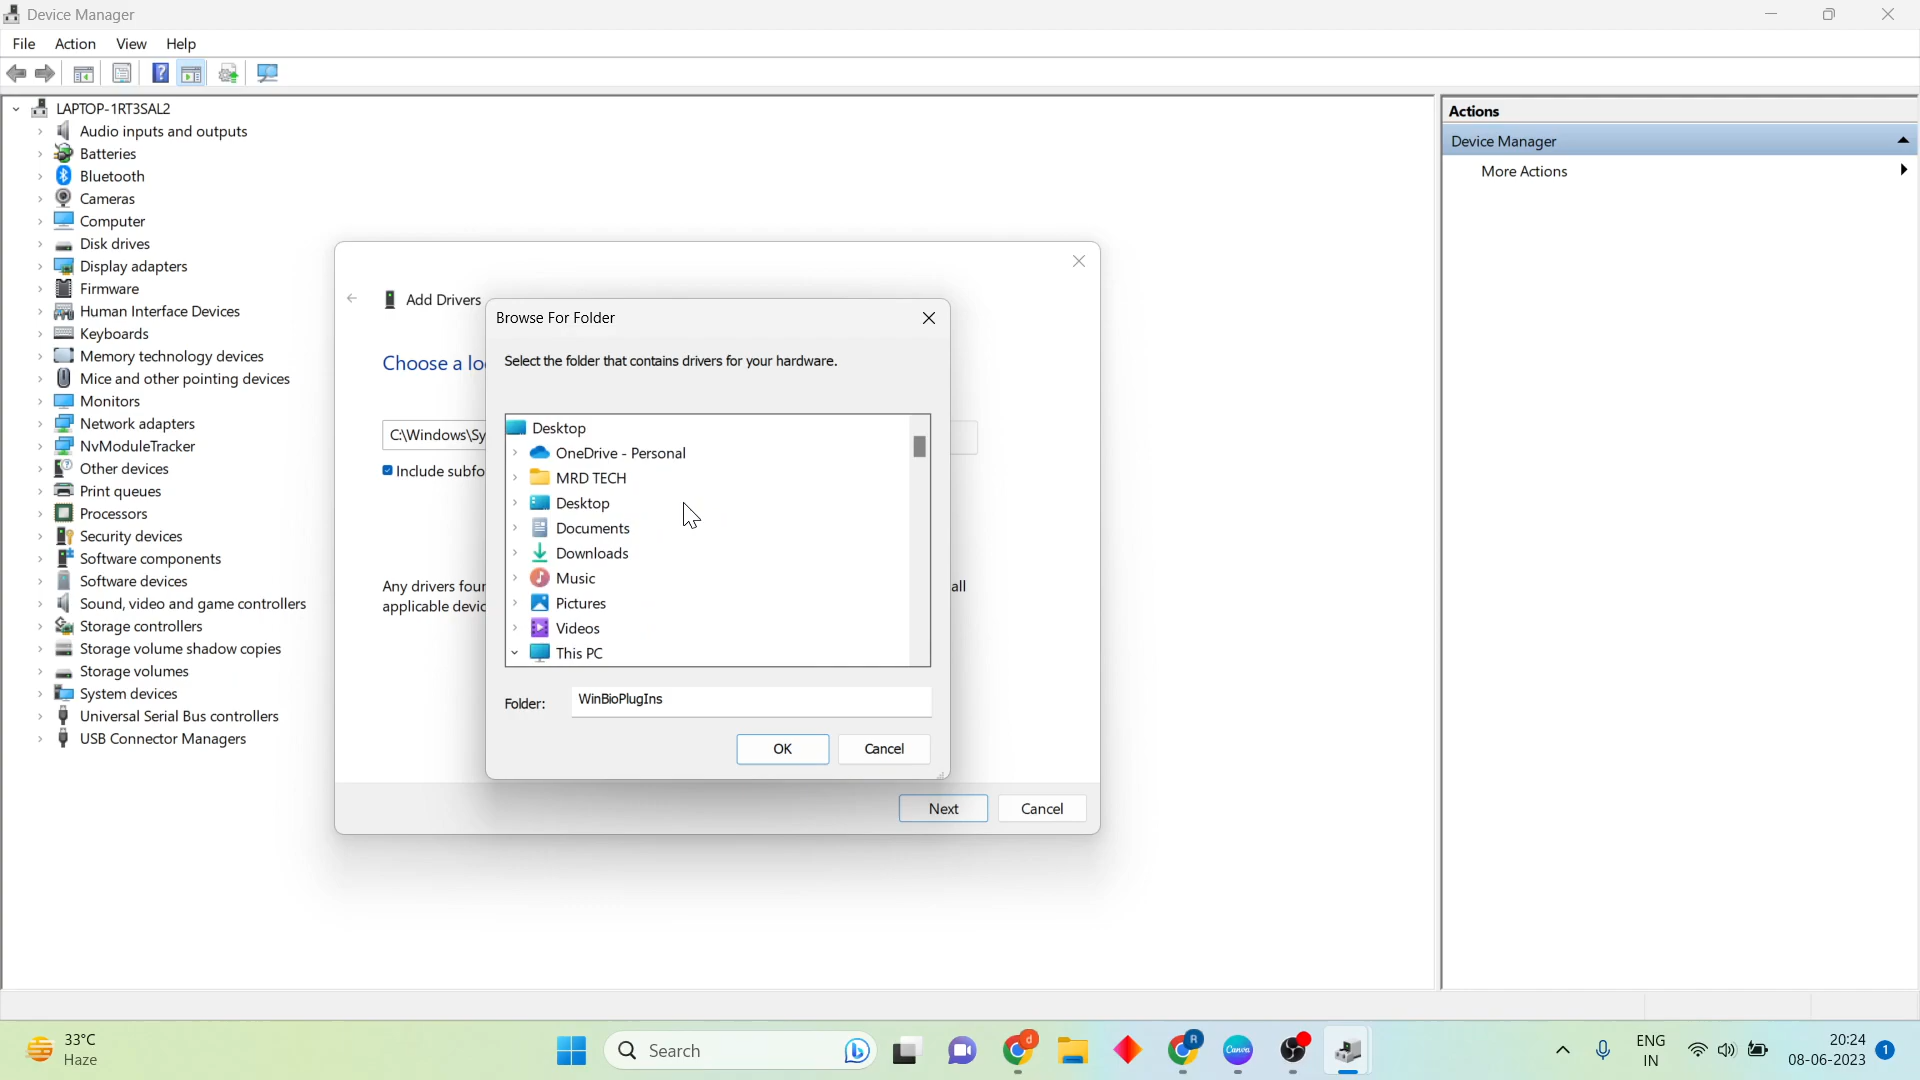 Device Manager
File Action View Help
LAPTOP-1RT3SAL2
Audio inputs and outputs
Batteries
Bluetooth
Cameras
Computer
Disk drives
Display adapters
Firmware
Human Interface Devices
Keyboards
Memory technology devices
Mice and other pointing devices
Monitors
Network adapters
NvModuleTracker
Other devices
Print queues
Processors
Security devices
Software components
Software devices
Sound, video and game controllers
Storage controllers
Storage volume shadow copies
Storage volumes
System devices
Universal Serial Bus controllers
USB Connector Managers
Add Drivers
Choose a lo
C:\Windows\Sy
Include subfo
Any drivers four all
applicable devic
Next Cancel
Browse For Folder
Select the folder that contains drivers for your hardware.
Desktop
OneDrive - Personal
MRD TECH
Desktop
Documents
Downloads
Music
Pictures
Videos
This PC
Folder: WinBioPlugIns
OK Cancel
Actions
Device Manager
More Actions
33°C
Haze
Search
d
R
Canva
ENG
IN
20:24
08-06-2023
1